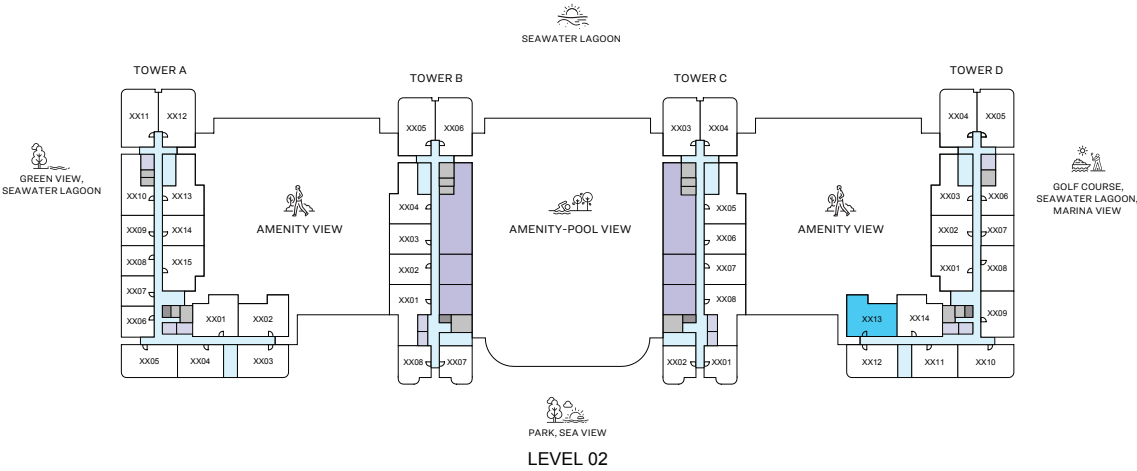 SEAWATER LAGOON
TOWER A
TOWER B
TOWER C
TOWER D
XX11 XX12
XX05 XX06
XX03 XX04
XX04 XX05
GREEN VIEW,
SEAWATER LAGOON
GOLF COURSE,
SEAWATER LAGOON,
MARINA VIEW
XX10 XX13
XX04
XX05
XX03 XX06
XX09 XX14
AMENITY VIEW
XX03
AMENITY-POOL VIEW
XX06
AMENITY VIEW
XX02 XX07
XX08 XX15
XX02
XX07
XX01 XX08
XX07
XX01
XX08
XX06
XX01 XX02
XX13 XX14
XX09
XX05 XX04 XX03
XX08 XX07
XX02 XX01
XX12 XX11 XX10
PARK, SEA VIEW
LEVEL 02